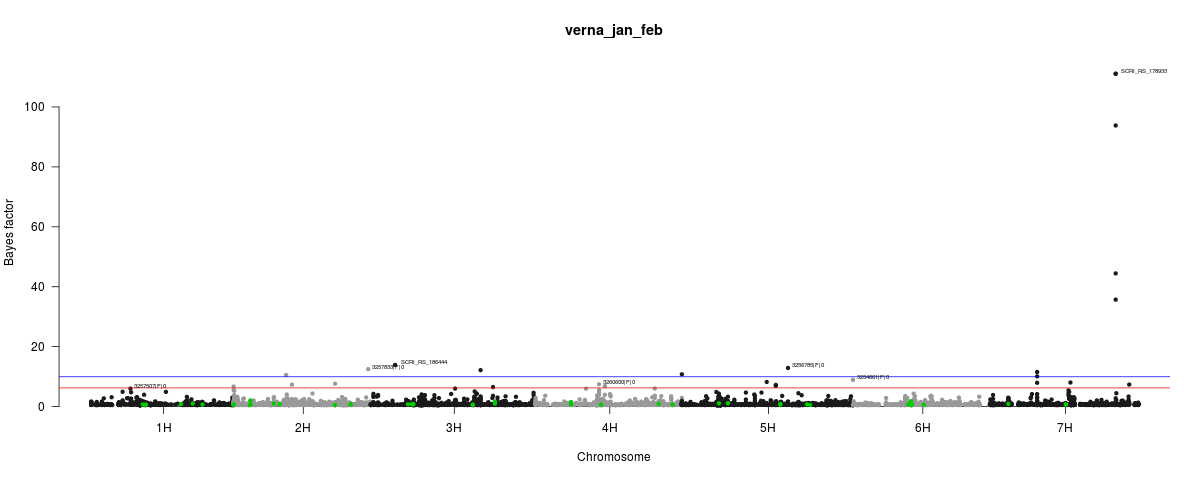 verna_jan_feb
SCRI_RS_178933
100
80
60
40
20
0
Bayes factor
SCRI_RS_186444
3256785|F|0
3254661|F|0
3260600|F|0
3257507|F|0
1H 2H 3H 4H 5H 6H 7H
Chromosome